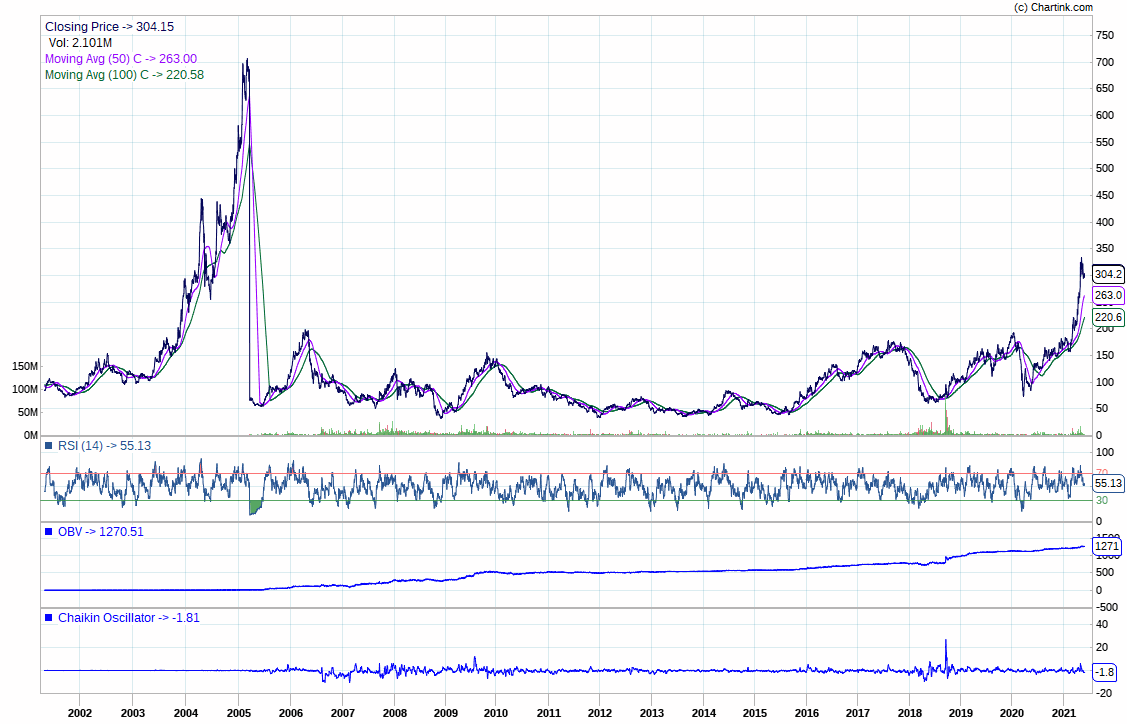 (c) Chartink.com
Closing Price -> 304.15
Vol: 2.101M
Moving Avg (50) C -> 263.00
Moving Avg (100) C -> 220.58
750
700
650
600
550
500
450
400
350
304.2
263.0
220.6
200
150
100
50
0
150M
100M
50M
0M
RSI (14) -> 55.13
100
70
55.13
30
0
OBV -> 1270.51
1500
1271
1000
500
0
-500
Chaikin Oscillator -> -1.81
40
20
-1.8
-20
2002 2003 2004 2005 2006 2007 2008 2009 2010 2011 2012 2013 2014 2015 2016 2017 2018 2019 2020 2021